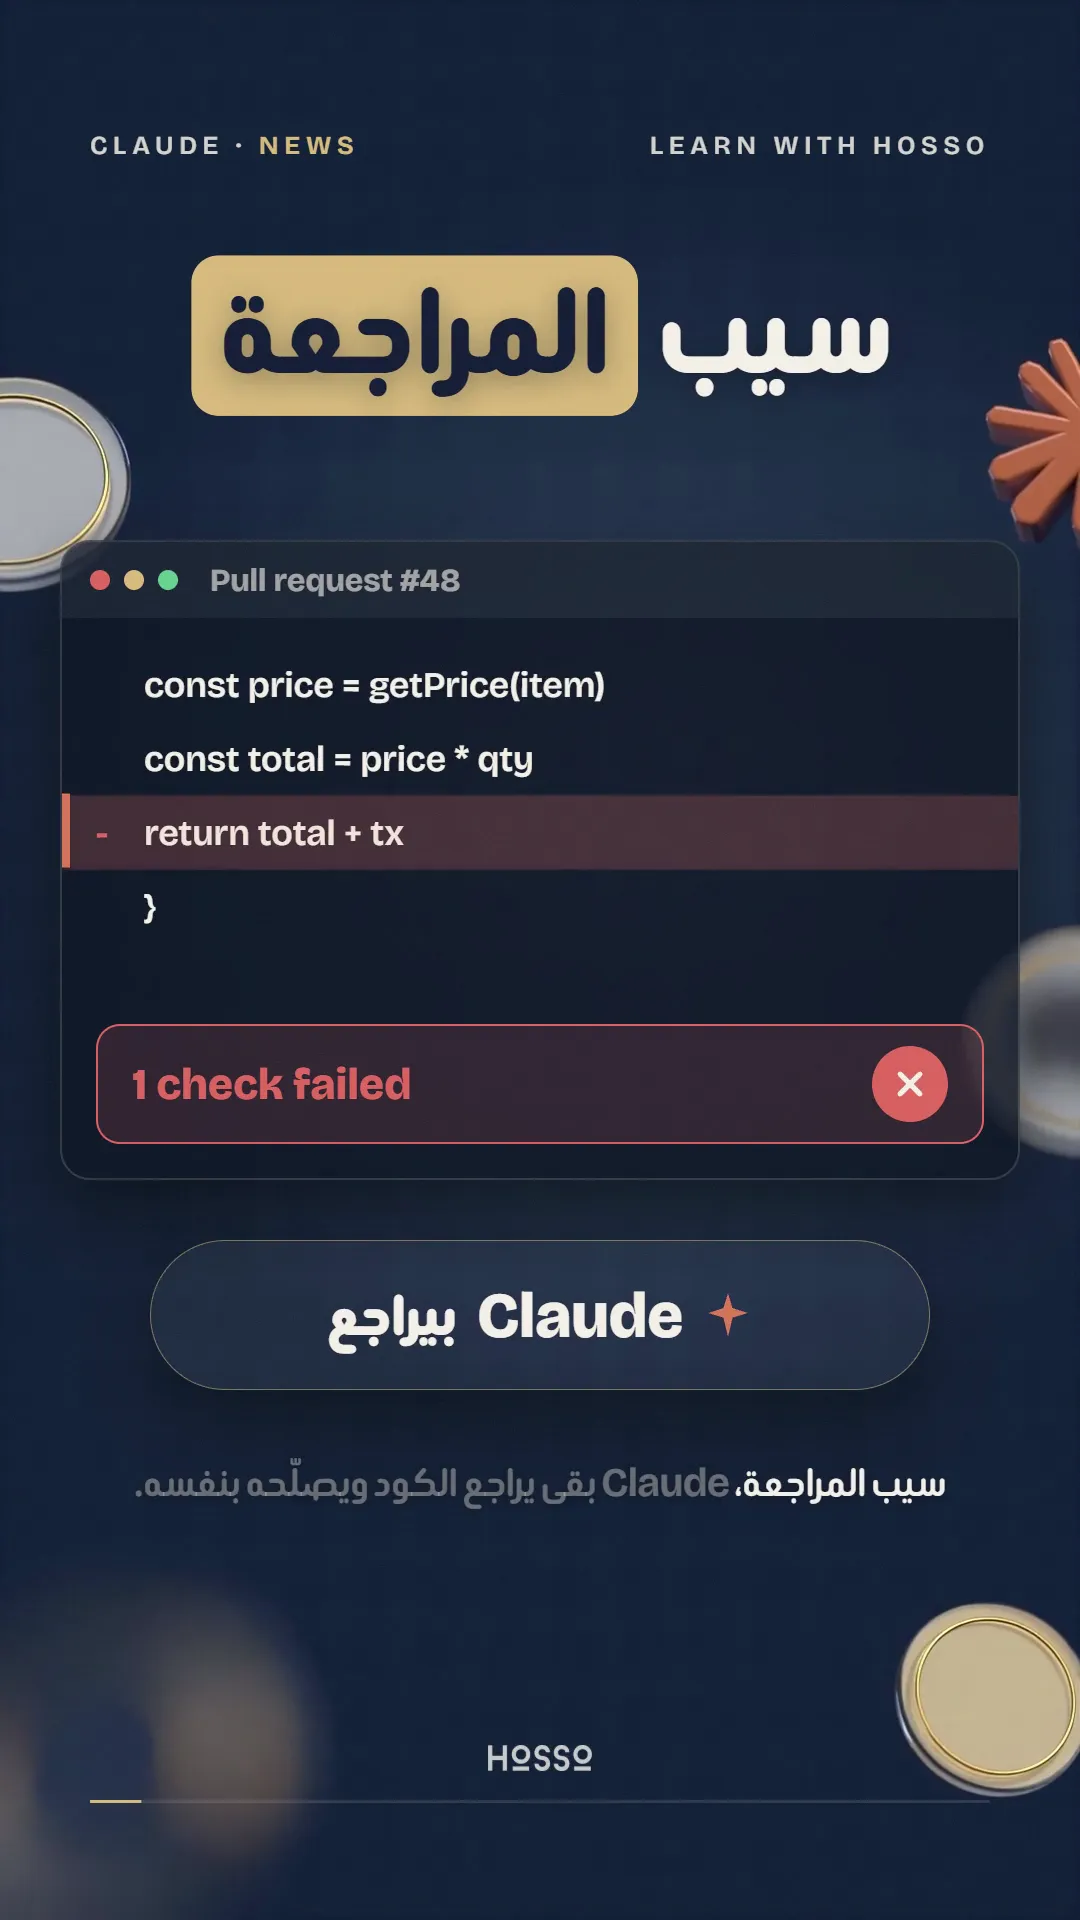 CLAUDE · NEWS
LEARN WITH HOSSO
سيب المراجعة
Pull request #48
const price = getPrice(item)
const total = price * qty
- return total + tx
}
1 check failed
Claude بيراجع
سيب المراجعة، Claude بقى يراجع الكود ويصلّحه بنفسه.
HOSSO